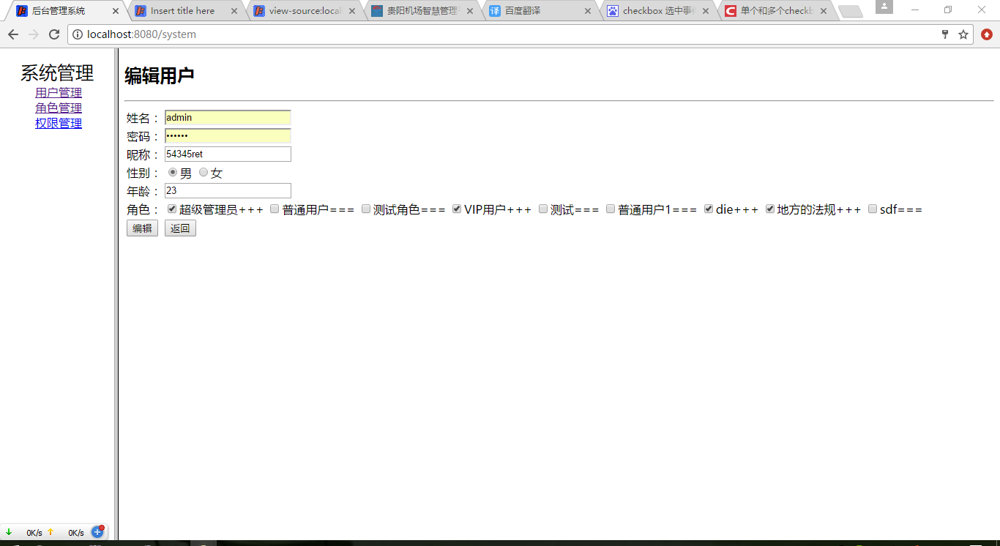 后台管理系统 Insert title here view-source:local 贵阳机场智慧管理 百度翻译 checkbox 选中事件 单个和多个checkb
localhost:8080/system
系统管理
用户管理
角色管理
权限管理
编辑用户
姓名： admin
密码： ••••••
昵称： 54345ret
性别： 男 女
年龄： 23
角色： 超级管理员+++ 普通用户=== 测试角色=== VIP用户+++ 测试=== 普通用户1=== die+++ 地方的法规+++ sdf===
编辑 返回
0K/s 0K/s